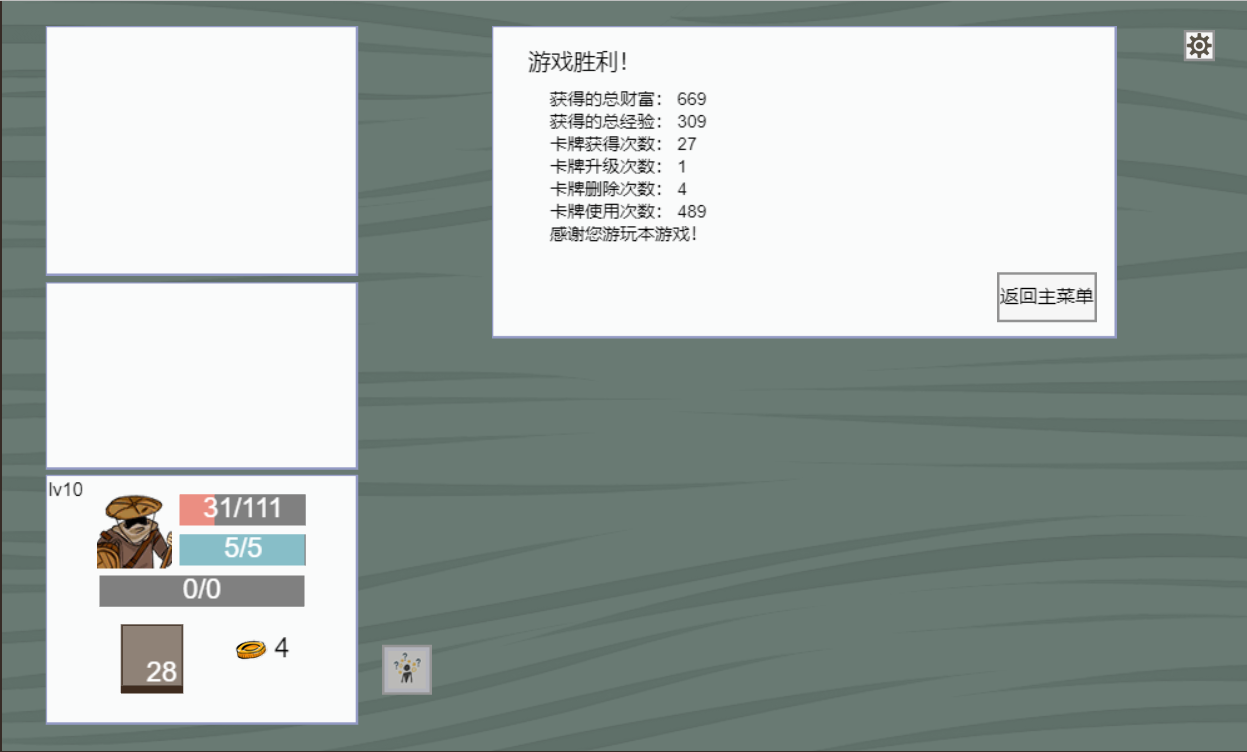 游戏胜利！
获得的总财富： 669
获得的总经验： 309
卡牌获得次数： 27
卡牌升级次数： 1
卡牌删除次数： 4
卡牌使用次数： 489
感谢您游玩本游戏！
返回主菜单
lv10
31/111
5/5
0/0
28
4